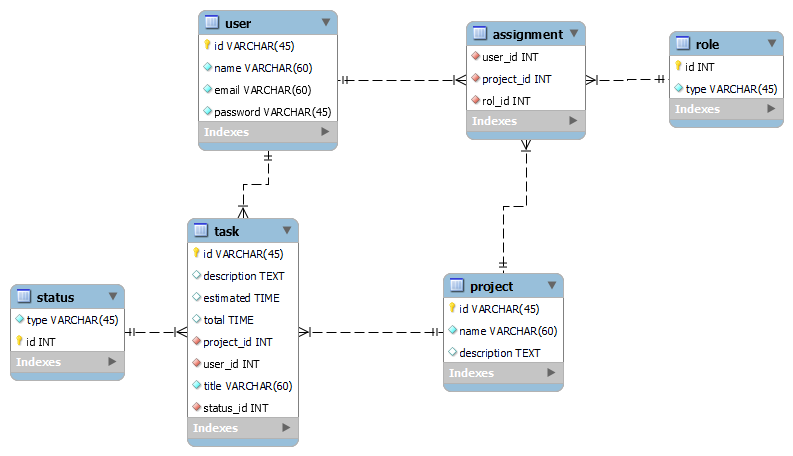 user
id VARCHAR(45)
name VARCHAR(60)
email VARCHAR(60)
password VARCHAR(45)
Indexes
assignment
user_id INT
project_id INT
rol_id INT
Indexes
role
id INT
type VARCHAR(45)
Indexes
task
id VARCHAR(45)
description TEXT
estimated TIME
total TIME
project_id INT
user_id INT
title VARCHAR(60)
status_id INT
Indexes
status
type VARCHAR(45)
id INT
Indexes
project
id VARCHAR(45)
name VARCHAR(60)
description TEXT
Indexes